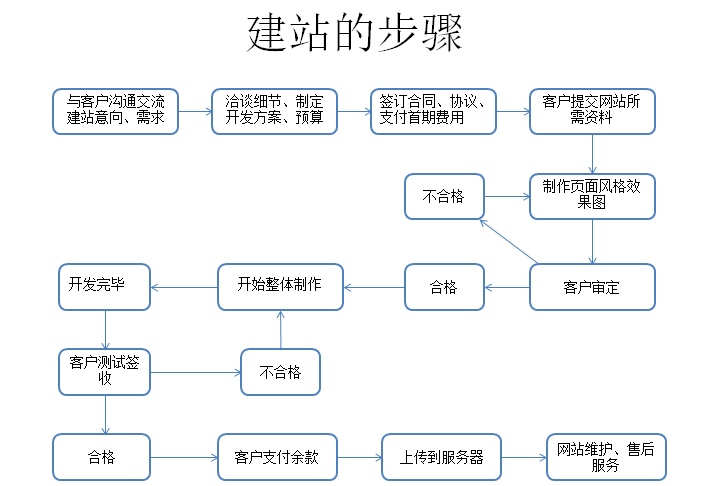 建站的步骤
与客户沟通交流
建站意向、需求
洽谈细节、制定
开发方案、预算
签订合同、协议、
支付首期费用
客户提交网站所
需资料
不合格
制作页面风格效
果图
开发完毕
开始整体制作
合格
客户审定
客户测试签
收
不合格
合格
客户支付余款
上传到服务器
网站维护、售后
服务